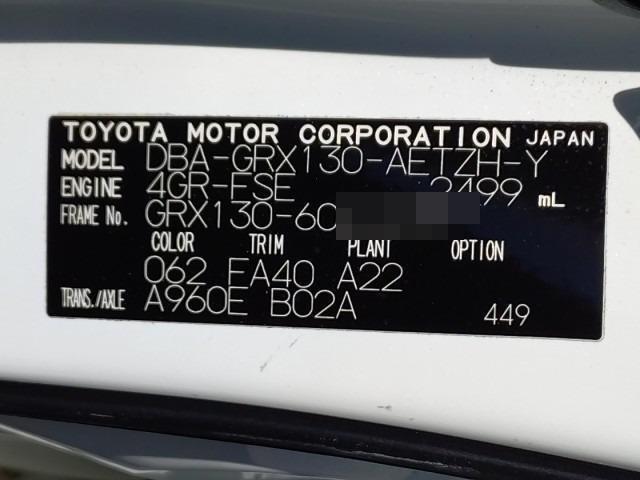 TOYOTA MOTOR CORPORATION JAPAN
MODEL DBA-GRX130-AETZH-Y
ENGINE 4GR-FSE 2499 mL
FRAME No. GRX130-60
COLOR TRIM PLANT OPTION
062 FA40 A22
TRANS./AXLE A960E B02A 449